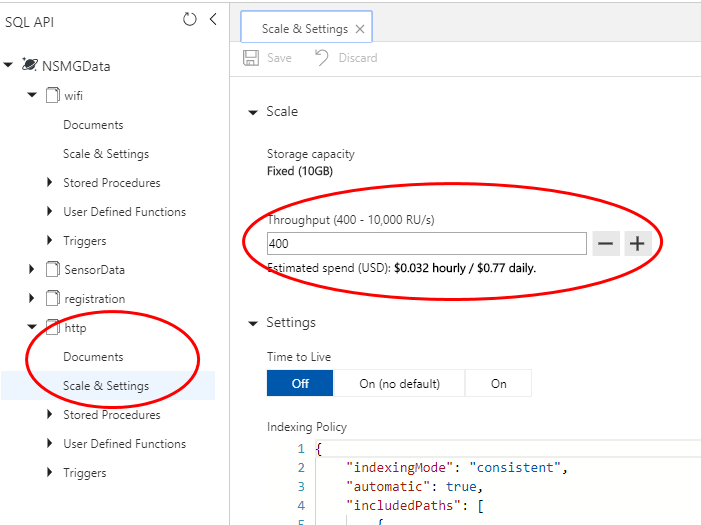 SQL API
NSMGData
wifi
Documents
Scale & Settings
Stored Procedures
User Defined Functions
Triggers
SensorData
registration
http
Documents
Scale & Settings
Stored Procedures
User Defined Functions
Triggers
Scale & Settings
Save Discard
Scale
Storage capacity
Fixed (10GB)
Throughput (400 - 10,000 RU/s)
400
Estimated spend (USD): $0.032 hourly / $0.77 daily.
Settings
Time to Live
Off On (no default) On
Indexing Policy
1 {
2 "indexingMode": "consistent",
3 "automatic": true,
4 "includedPaths": [
5 {